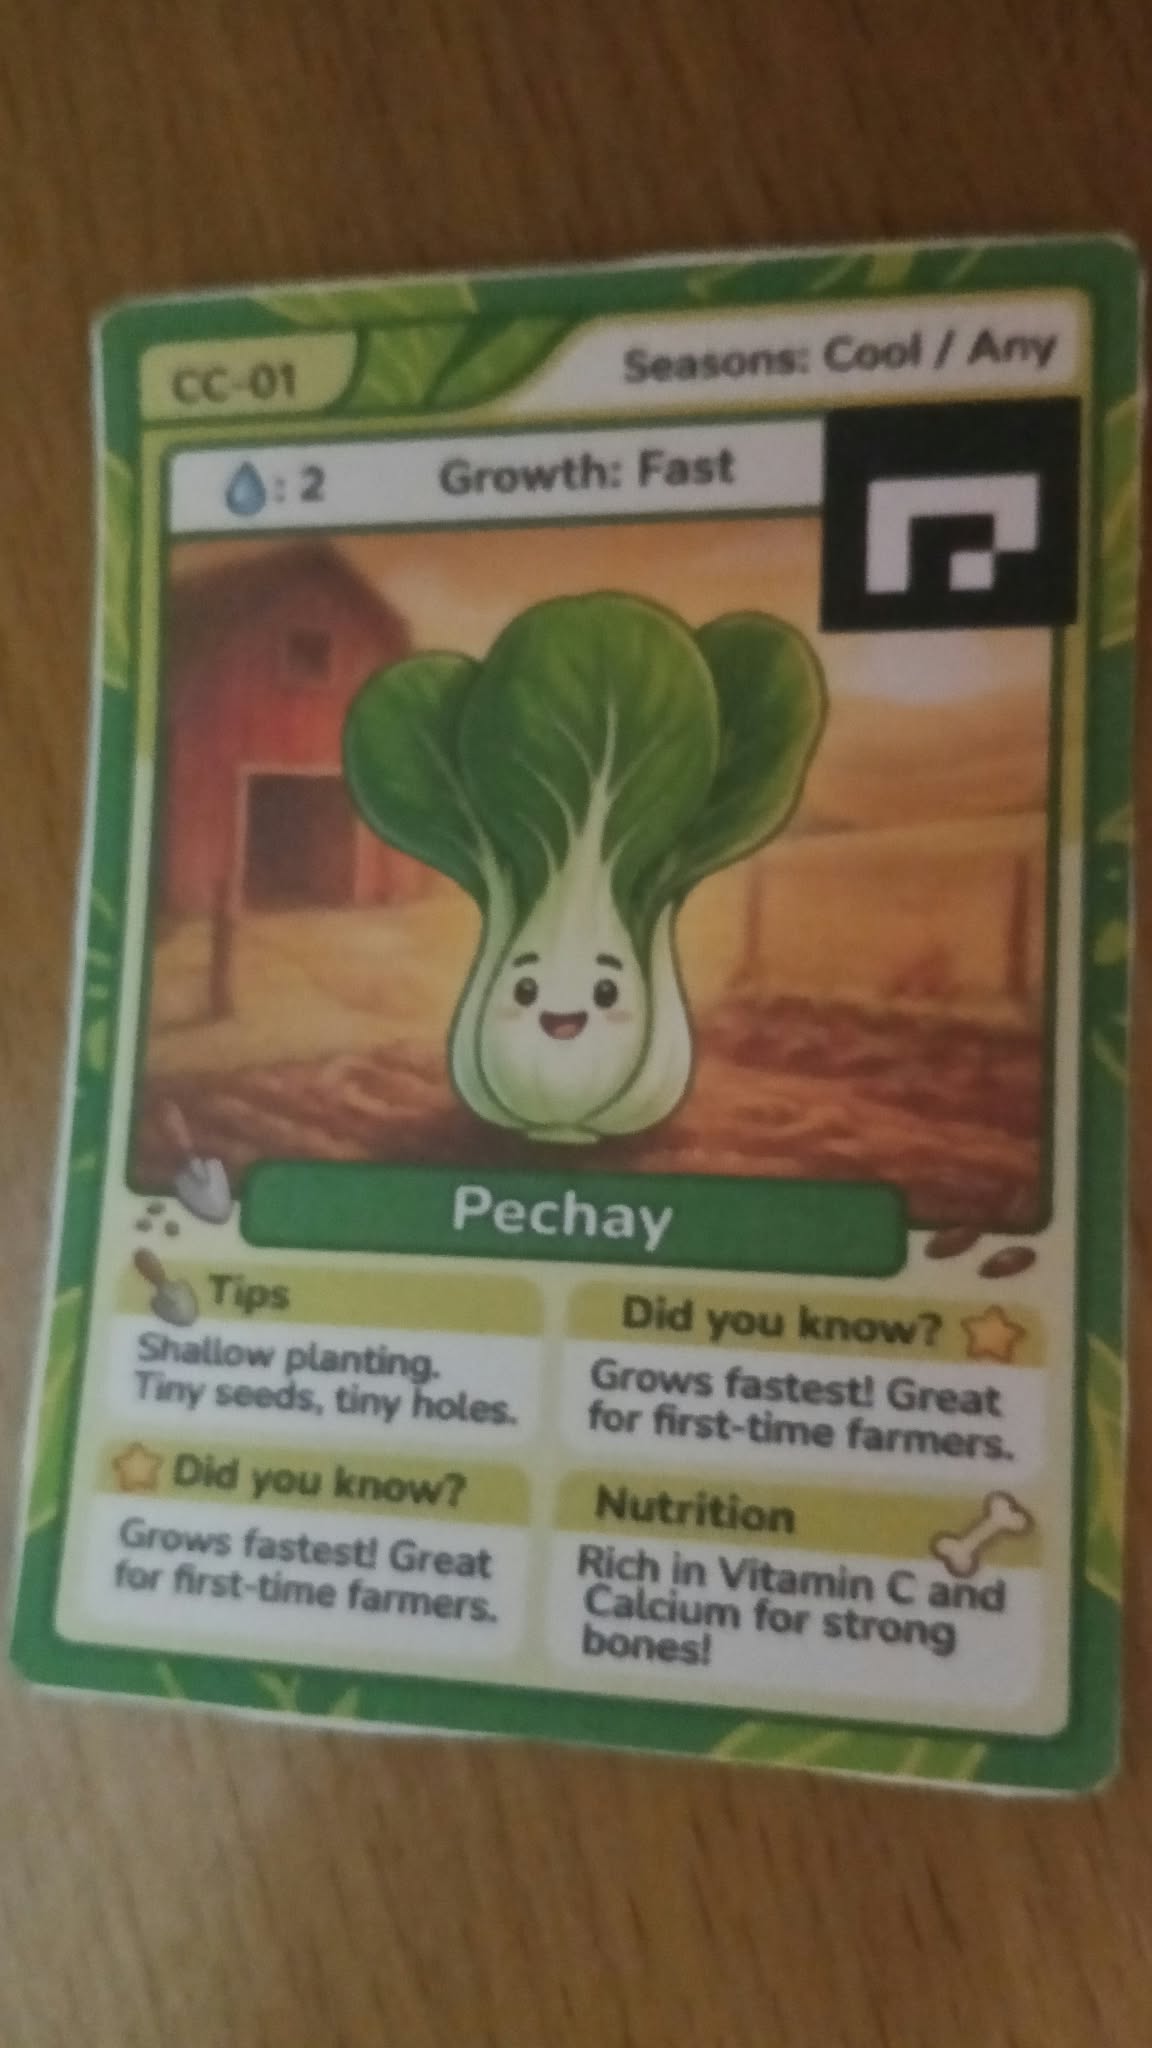 CC-01
Seasons: Cool / Any
: 2
Growth: Fast
Pechay
Tips
Shallow planting.
Tiny seeds, tiny holes.
Did you know?
Grows fastest! Great
for first-time farmers.
Did you know?
Grows fastest! Great
for first-time farmers.
Nutrition
Rich in Vitamin C and
Calcium for strong
bones!